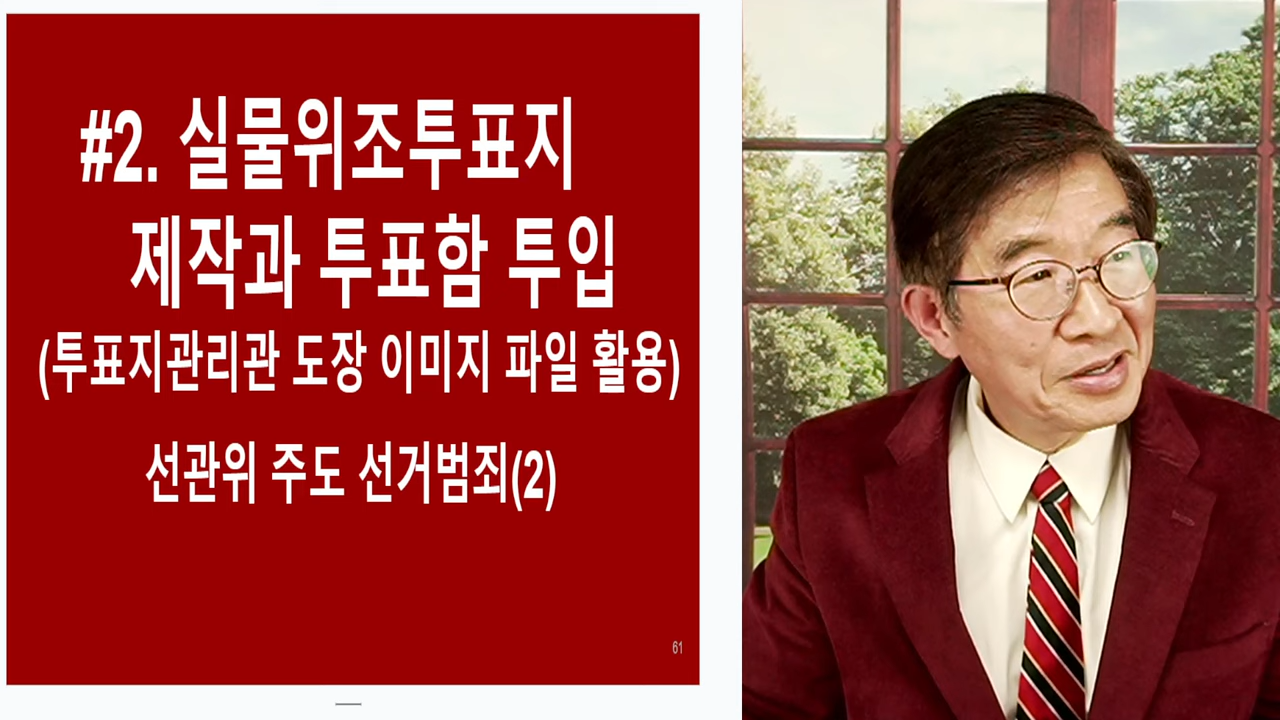 #2. 실물위조투표지
제작과 투표함 투입
(투표지관리관 도장 이미지 파일 활용)
선관위 주도 선거범죄(2)
61